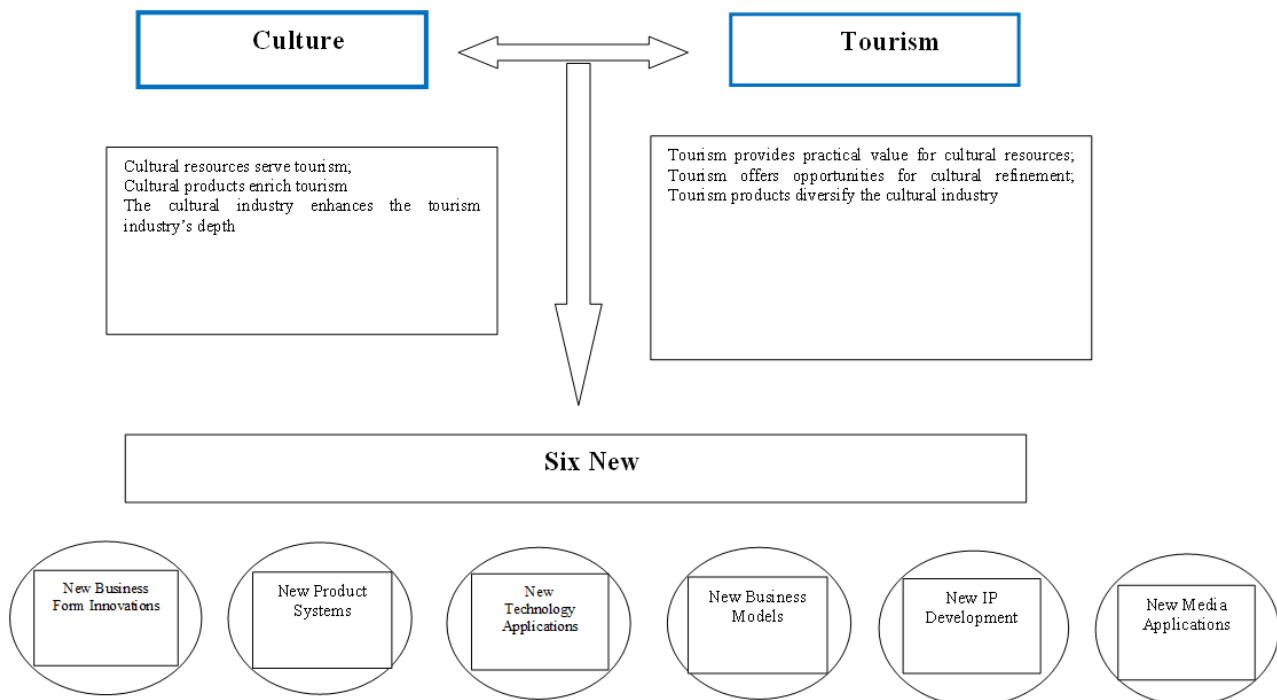 Culture
Tourism
Cultural resources serve tourism;
Cultural products enrich tourism
The cultural industry enhances the tourism
industry’s depth
Tourism provides practical value for cultural resources;
Tourism offers opportunities for cultural refinement;
Tourism products diversify the cultural industry
Six New
New Business
Form Innovations
New Product
Systems
New
Technology
Applications
New Business
Models
New IP
Development
New Media
Applications